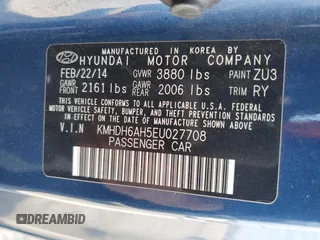 MANUFACTURED IN KOREA BY
HYUNDAI MOTOR COMPANY
FEB/22/14 GVWR 3880 lbs PAINT ZU3
GAWR FRONT 2161 lbs GAWR REAR 2006 lbs TRIM RY
THIS VEHICLE CONFORMS TO ALL APPLICABLE U.S.A. FEDERAL MOTOR VEHICLE SAFETY, BUMPER, AND THEFT PREVENTION STANDARDS IN EFFECT ON THE DATE OF MANUFACTURE SHOWN ABOVE.
V.I.N KMHDH6AH5EU027708
PASSENGER CAR
DREAMBID